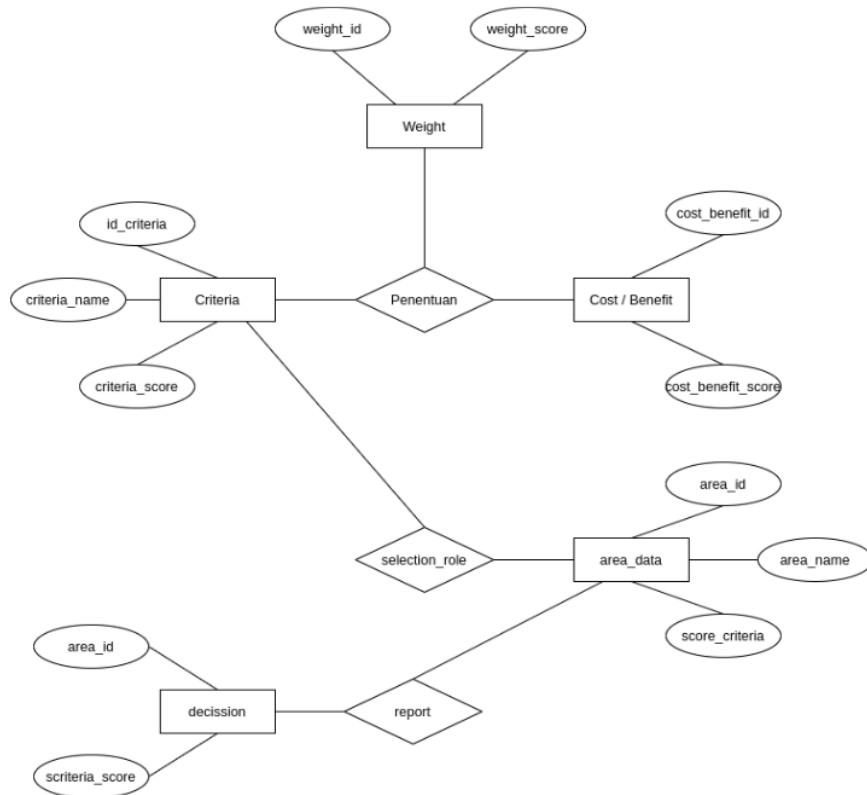 weight_id
weight_score
Weight
id_criteria
cost_benefit_id
criteria_name
Criteria
Penentuan
Cost / Benefit
criteria_score
cost_benefit_score
area_id
selection_role
area_data
area_name
area_id
score_criteria
decission
report
scriteria_score